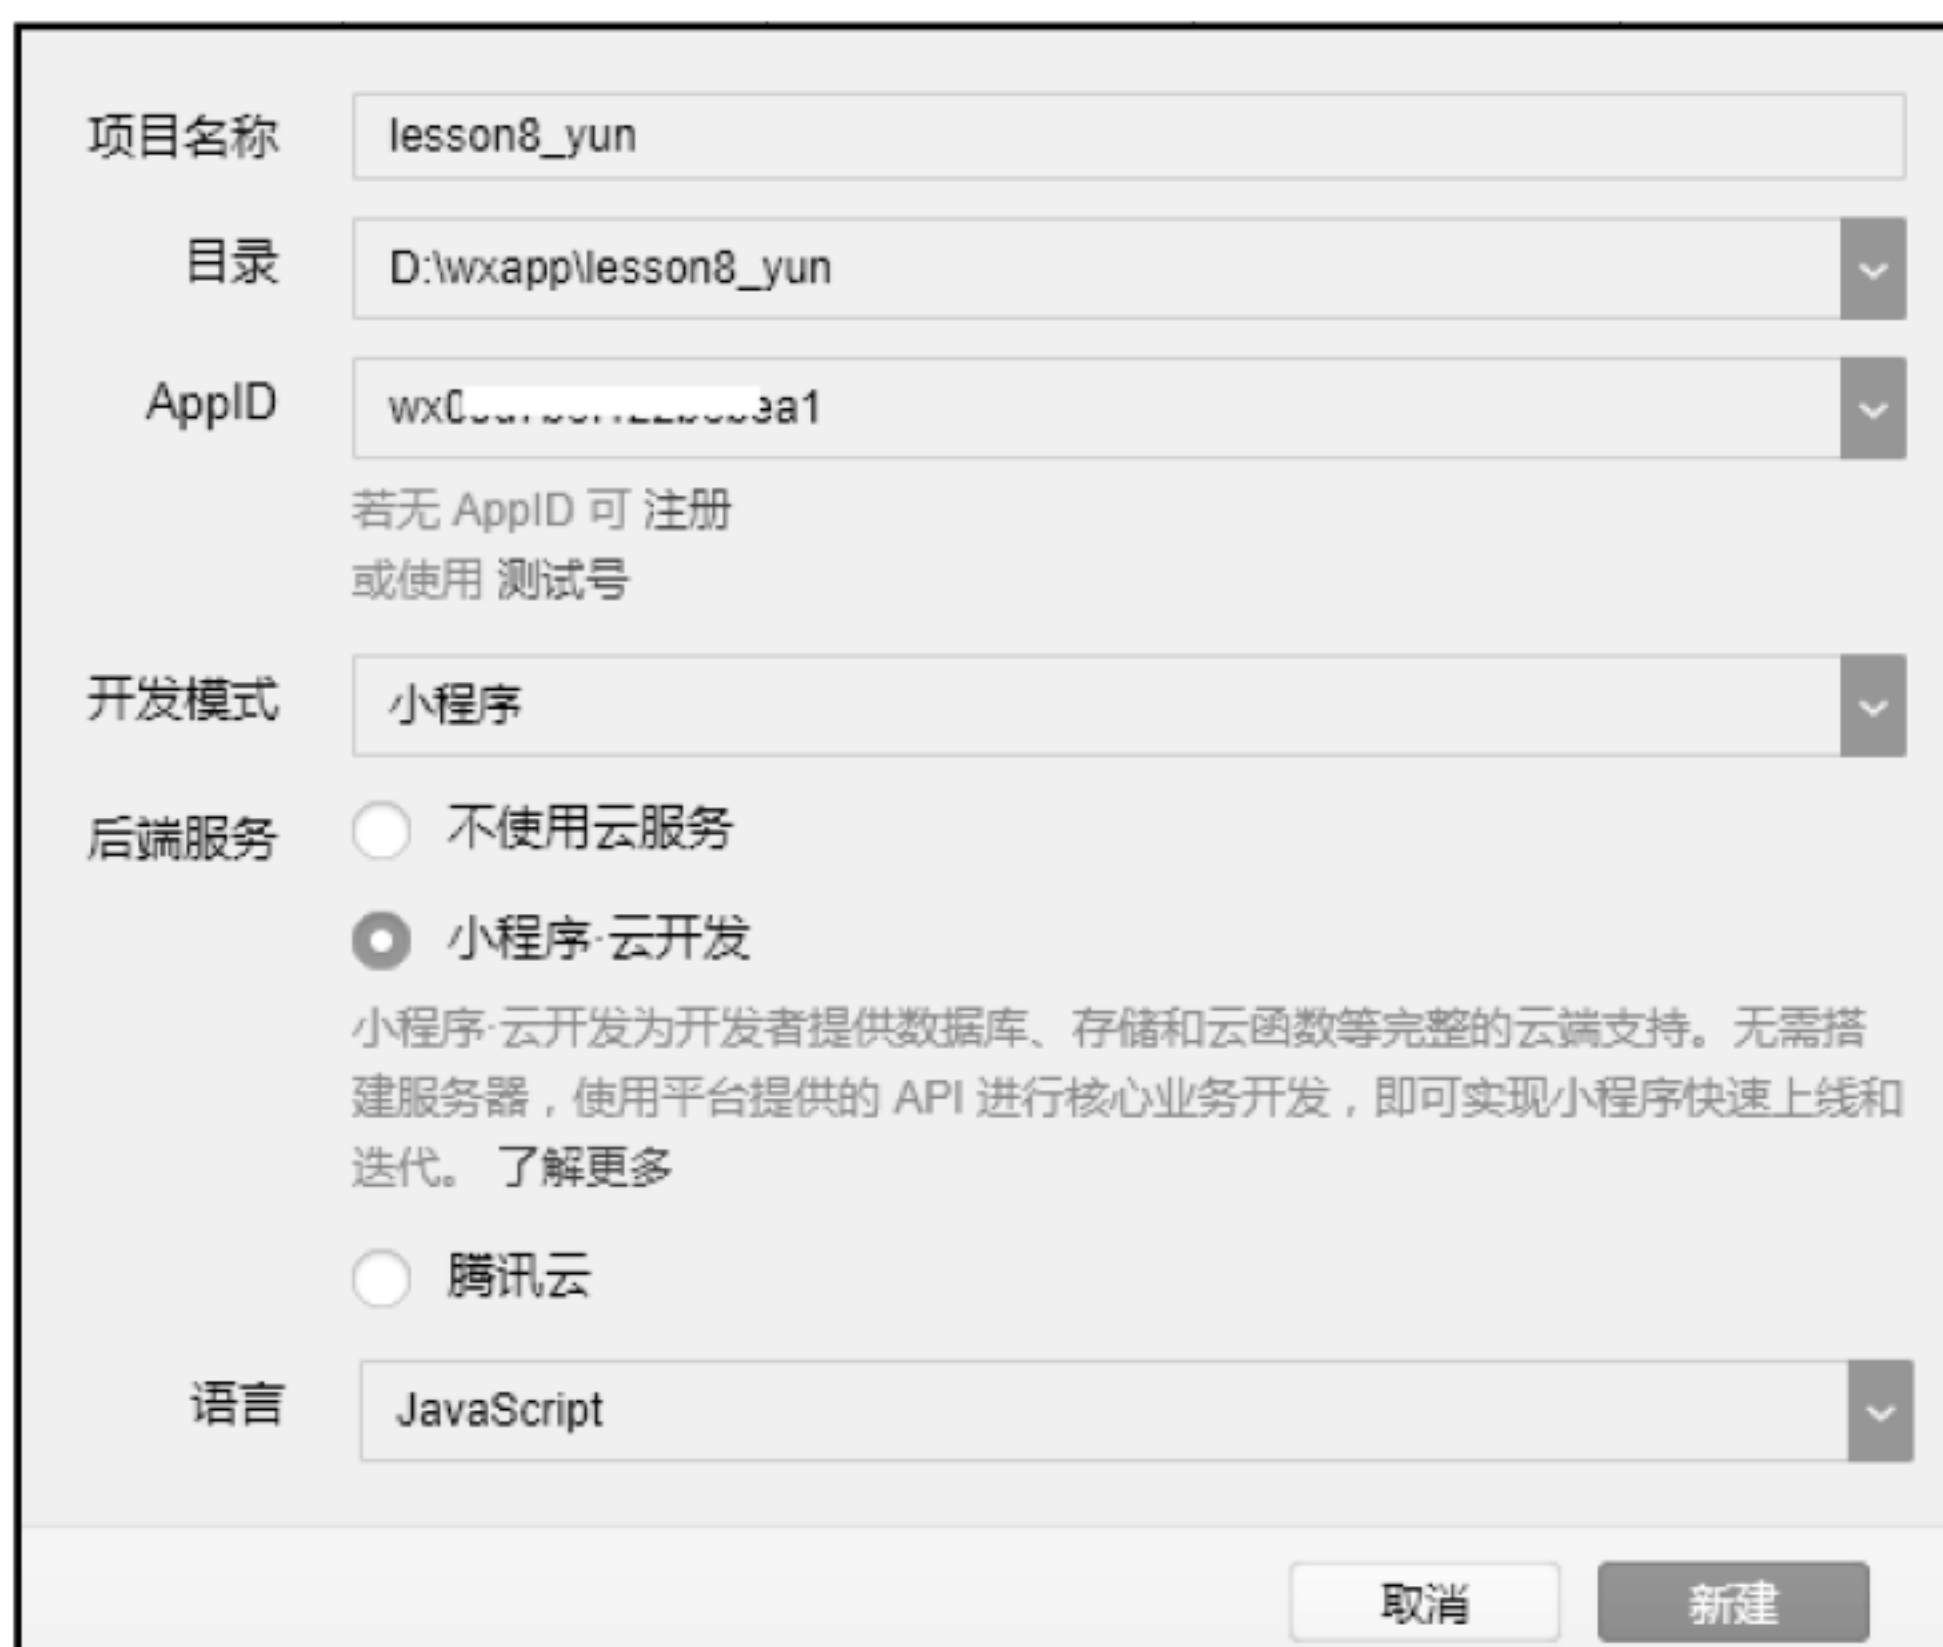 项目名称 lesson8_yun
目录 D:\wxapp\lesson8_yun
AppID wx0 ea1
若无 AppID 可 注册
或使用 测试号
开发模式 小程序
后端服务 不使用云服务
小程序·云开发
小程序·云开发为开发者提供数据库、存储和云函数等完整的云端支持。无需搭
建服务器，使用平台提供的 API 进行核心业务开发，即可实现小程序快速上线和
迭代。 了解更多
腾讯云
语言 JavaScript
取消 新建